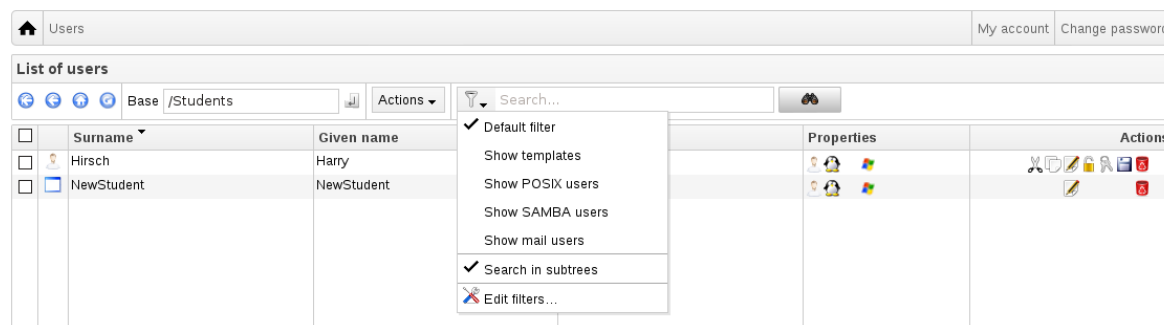 Users My account Change password
List of users
Base /Students Actions Search...
Surname Given name Properties Actions
Default filter
Hirsch Harry
Show templates
NewStudent NewStudent
Show POSIX users
Show SAMBA users
Show mail users
Search in subtrees
Edit filters...